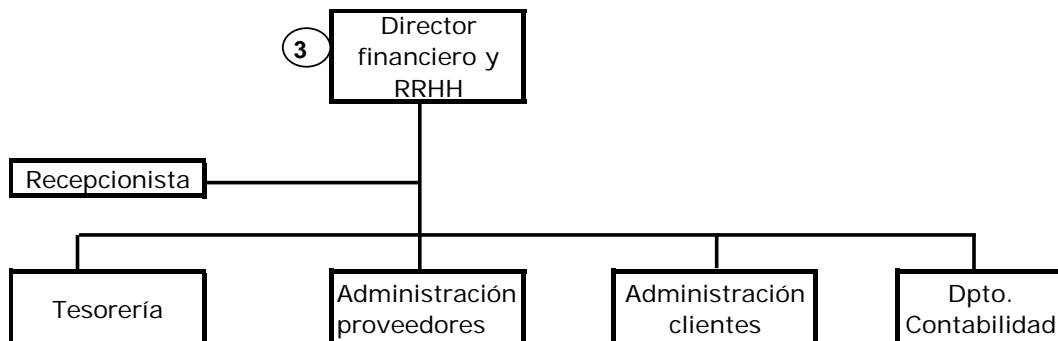 Director
3
financiero y
RRHH
Recepcionista
Tesorería
Administración
proveedores
Administración
clientes
Dpto.
Contabilidad